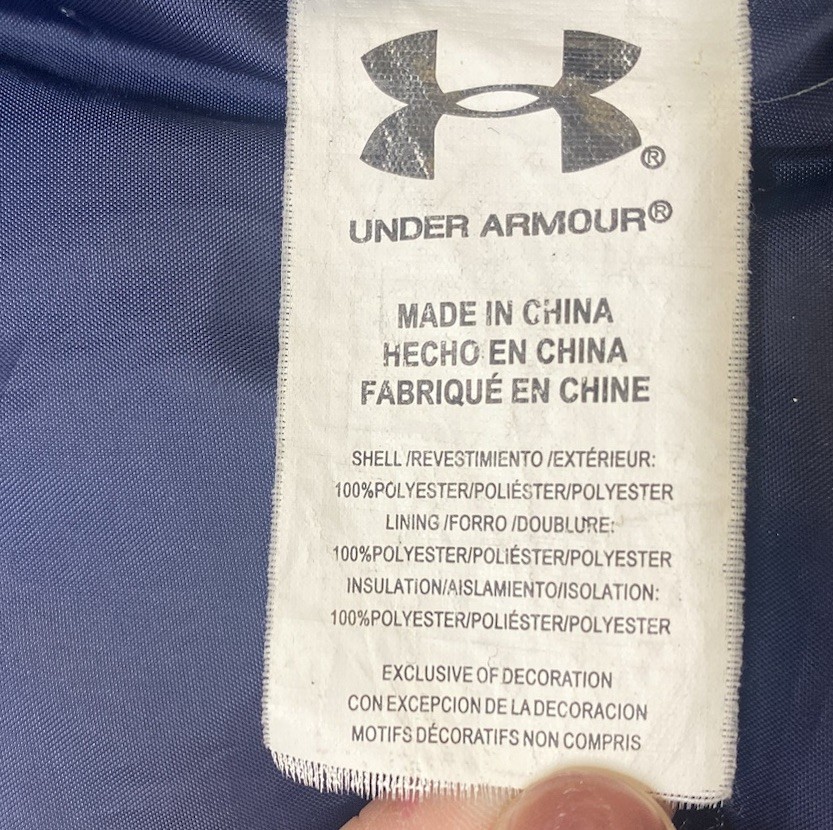 ®
UNDER ARMOUR®
MADE IN CHINA
HECHO EN CHINA
FABRIQUÉ EN CHINE
SHELL /REVESTIMIENTO /EXTÉRIEUR:
100%POLYESTER/POLIÉSTER/POLYESTER
LINING /FORRO /DOUBLURE:
100%POLYESTER/POLIÉSTER/POLYESTER
INSULATION/AISLAMIENTO/ISOLATION:
100%POLYESTER/POLIÉSTER/POLYESTER
EXCLUSIVE OF DECORATION
CON EXCEPCION DE LA DECORACION
MOTIFS DÉCORATIFS NON COMPRIS